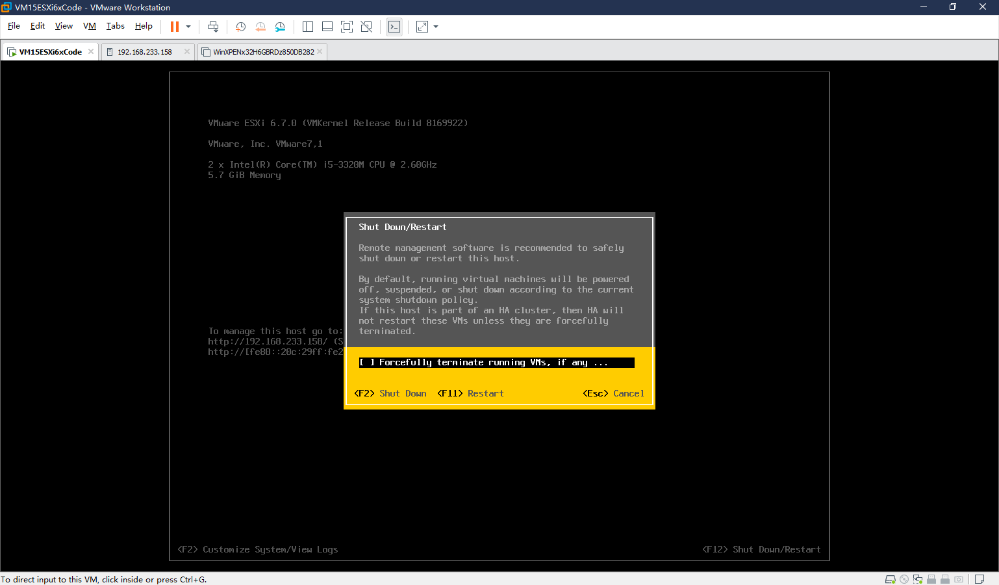 VM15ESXi6xCode - VMware Workstation
File Edit View VM Tabs Help
VM15ESXi6xCode 192.168.233.158 WinXPENx32H6GBRDz850DB282
VMware ESXi 6.7.0 (VMKernel Release Build 8169922)
VMware, Inc. VMware7,1
2 x Intel(R) Core(TM) i5-3320M CPU @ 2.60GHz
5.7 GiB Memory
To manage this host go to:
http://192.168.233.158/ (S
http://[fe80::20c:29ff:fe2
Shut Down/Restart
Remote management software is recommended to safely
shut down or restart this host.
By default, running virtual machines will be powered
off, suspended, or shut down according to the current
system shutdown policy.
If this host is part of an HA cluster, then HA will
not restart these VMs unless they are forcefully
terminated.
[ ] Forcefully terminate running VMs, if any ...
<F2> Shut Down <F11> Restart <Esc> Cancel
<F2> Customize System/View Logs <F12> Shut Down/Restart
To direct input to this VM, click inside or press Ctrl+G.